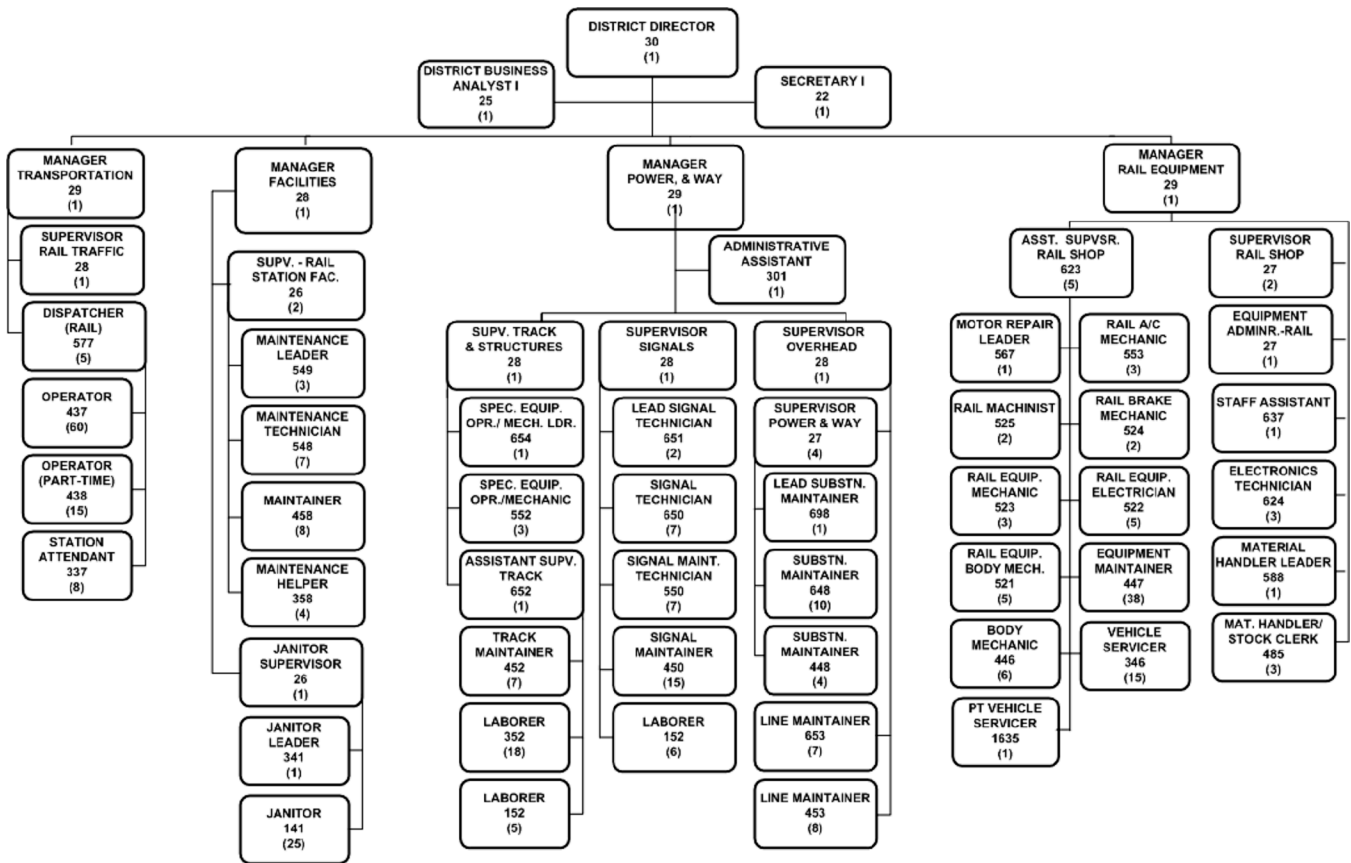 DISTRICT DIRECTOR
30
(1)
DISTRICT BUSINESS
ANALYST I
25
(1)
SECRETARY I
22
(1)
MANAGER
TRANSPORTATION
29
(1)
SUPERVISOR
RAIL TRAFFIC
28
(1)
DISPATCHER
(RAIL)
577
(5)
OPERATOR
437
(60)
OPERATOR
(PART-TIME)
438
(15)
STATION
ATTENDANT
337
(8)
MANAGER
FACILITIES
28
(1)
SUPV. - RAIL
STATION FAC.
26
(2)
MAINTENANCE
LEADER
549
(3)
MAINTENANCE
TECHNICIAN
548
(7)
MAINTAINER
458
(8)
MAINTENANCE
HELPER
358
(4)
JANITOR
SUPERVISOR
26
(1)
JANITOR
LEADER
341
(1)
JANITOR
141
(25)
MANAGER
POWER, & WAY
29
(1)
ADMINISTRATIVE
ASSISTANT
301
(1)
SUPV. TRACK
& STRUCTURES
28
(1)
SPEC. EQUIP.
OPR./ MECH. LDR.
654
(1)
SPEC. EQUIP.
OPR./MECHANIC
552
(3)
ASSISTANT SUPV.
TRACK
652
(1)
TRACK
MAINTAINER
452
(7)
LABORER
352
(18)
LABORER
152
(5)
SUPERVISOR
SIGNALS
28
(1)
LEAD SIGNAL
TECHNICIAN
651
(2)
SIGNAL
TECHNICIAN
650
(7)
SIGNAL MAINT.
TECHNICIAN
550
(7)
SIGNAL
MAINTAINER
450
(15)
LABORER
152
(6)
SUPERVISOR
OVERHEAD
28
(1)
SUPERVISOR
POWER & WAY
27
(4)
LEAD SUBSTN.
MAINTAINER
698
(1)
SUBSTN.
MAINTAINER
648
(10)
SUBSTN.
MAINTAINER
448
(4)
LINE MAINTAINER
653
(7)
LINE MAINTAINER
453
(8)
MANAGER
RAIL EQUIPMENT
29
(1)
ASST. SUPVSR.
RAIL SHOP
623
(5)
MOTOR REPAIR
LEADER
567
(1)
RAIL A/C
MECHANIC
553
(3)
RAIL MACHINIST
525
(2)
RAIL BRAKE
MECHANIC
524
(2)
RAIL EQUIP.
MECHANIC
523
(3)
RAIL EQUIP.
ELECTRICIAN
522
(5)
RAIL EQUIP.
BODY MECH.
521
(5)
EQUIPMENT
MAINTAINER
447
(38)
BODY
MECHANIC
446
(6)
VEHICLE
SERVICER
346
(15)
PT VEHICLE
SERVICER
1635
(1)
SUPERVISOR
RAIL SHOP
27
(2)
EQUIPMENT
ADMINR.-RAIL
27
(1)
STAFF ASSISTANT
637
(1)
ELECTRONICS
TECHNICIAN
624
(3)
MATERIAL
HANDLER LEADER
588
(1)
MAT. HANDLER/
STOCK CLERK
485
(3)